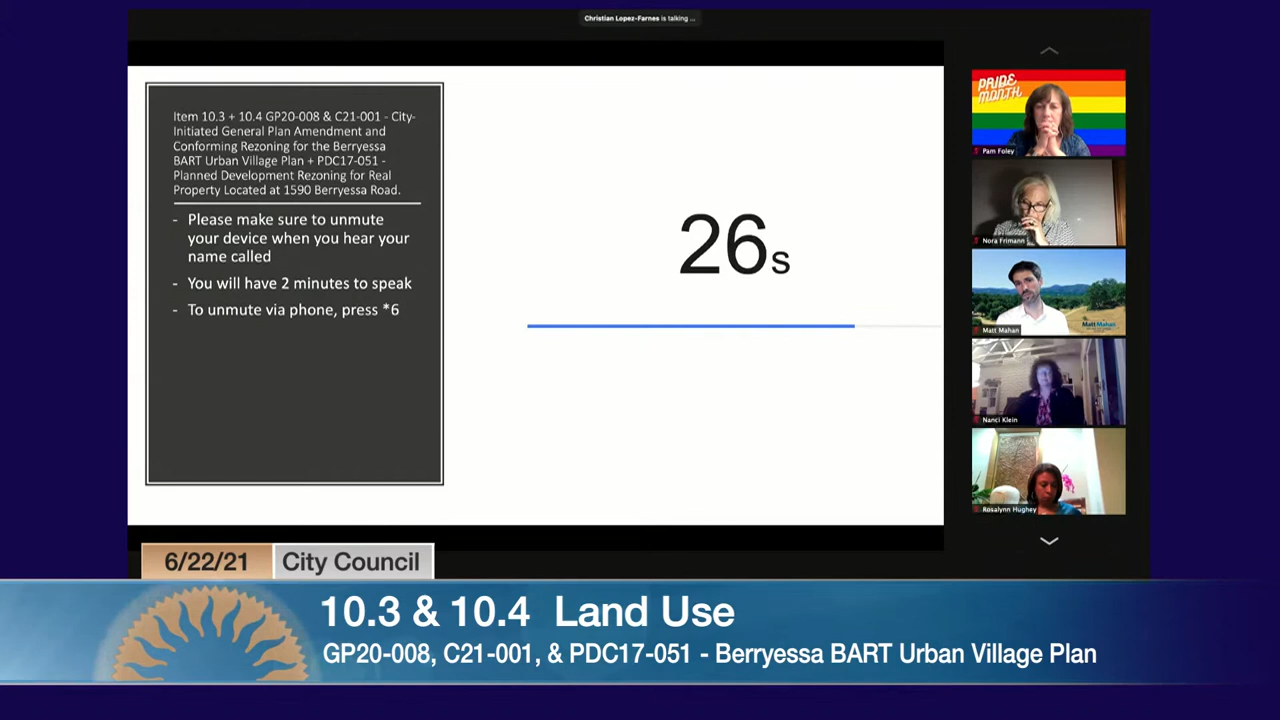 Christian Lopez-Farnes is talking ...
Item 10.3 + 10.4 GP20-008 & C21-001 - City-
Initiated General Plan Amendment and
Conforming Rezoning for the Berryessa
BART Urban Village Plan + PDC17-051 -
Planned Development Rezoning for Real
Property Located at 1590 Berryessa Road.
- Please make sure to unmute
your device when you hear your
name called
- You will have 2 minutes to speak
- To unmute via phone, press *6
26s
PRIDE
MONTH
Pam Foley
Nora Frimann
Matt Mahan
Matt Mahan
Nanci Klein
Rosalynn Hughey
6/22/21
City Council
10.3 & 10.4 Land Use
GP20-008, C21-001, & PDC17-051 - Berryessa BART Urban Village Plan